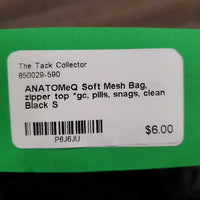 The Tack Collector
850029-590
ANATOMeQ Soft Mesh Bag,
zipper top *gc, pills, snags, clean
Black S
$6.00
P6J6JU